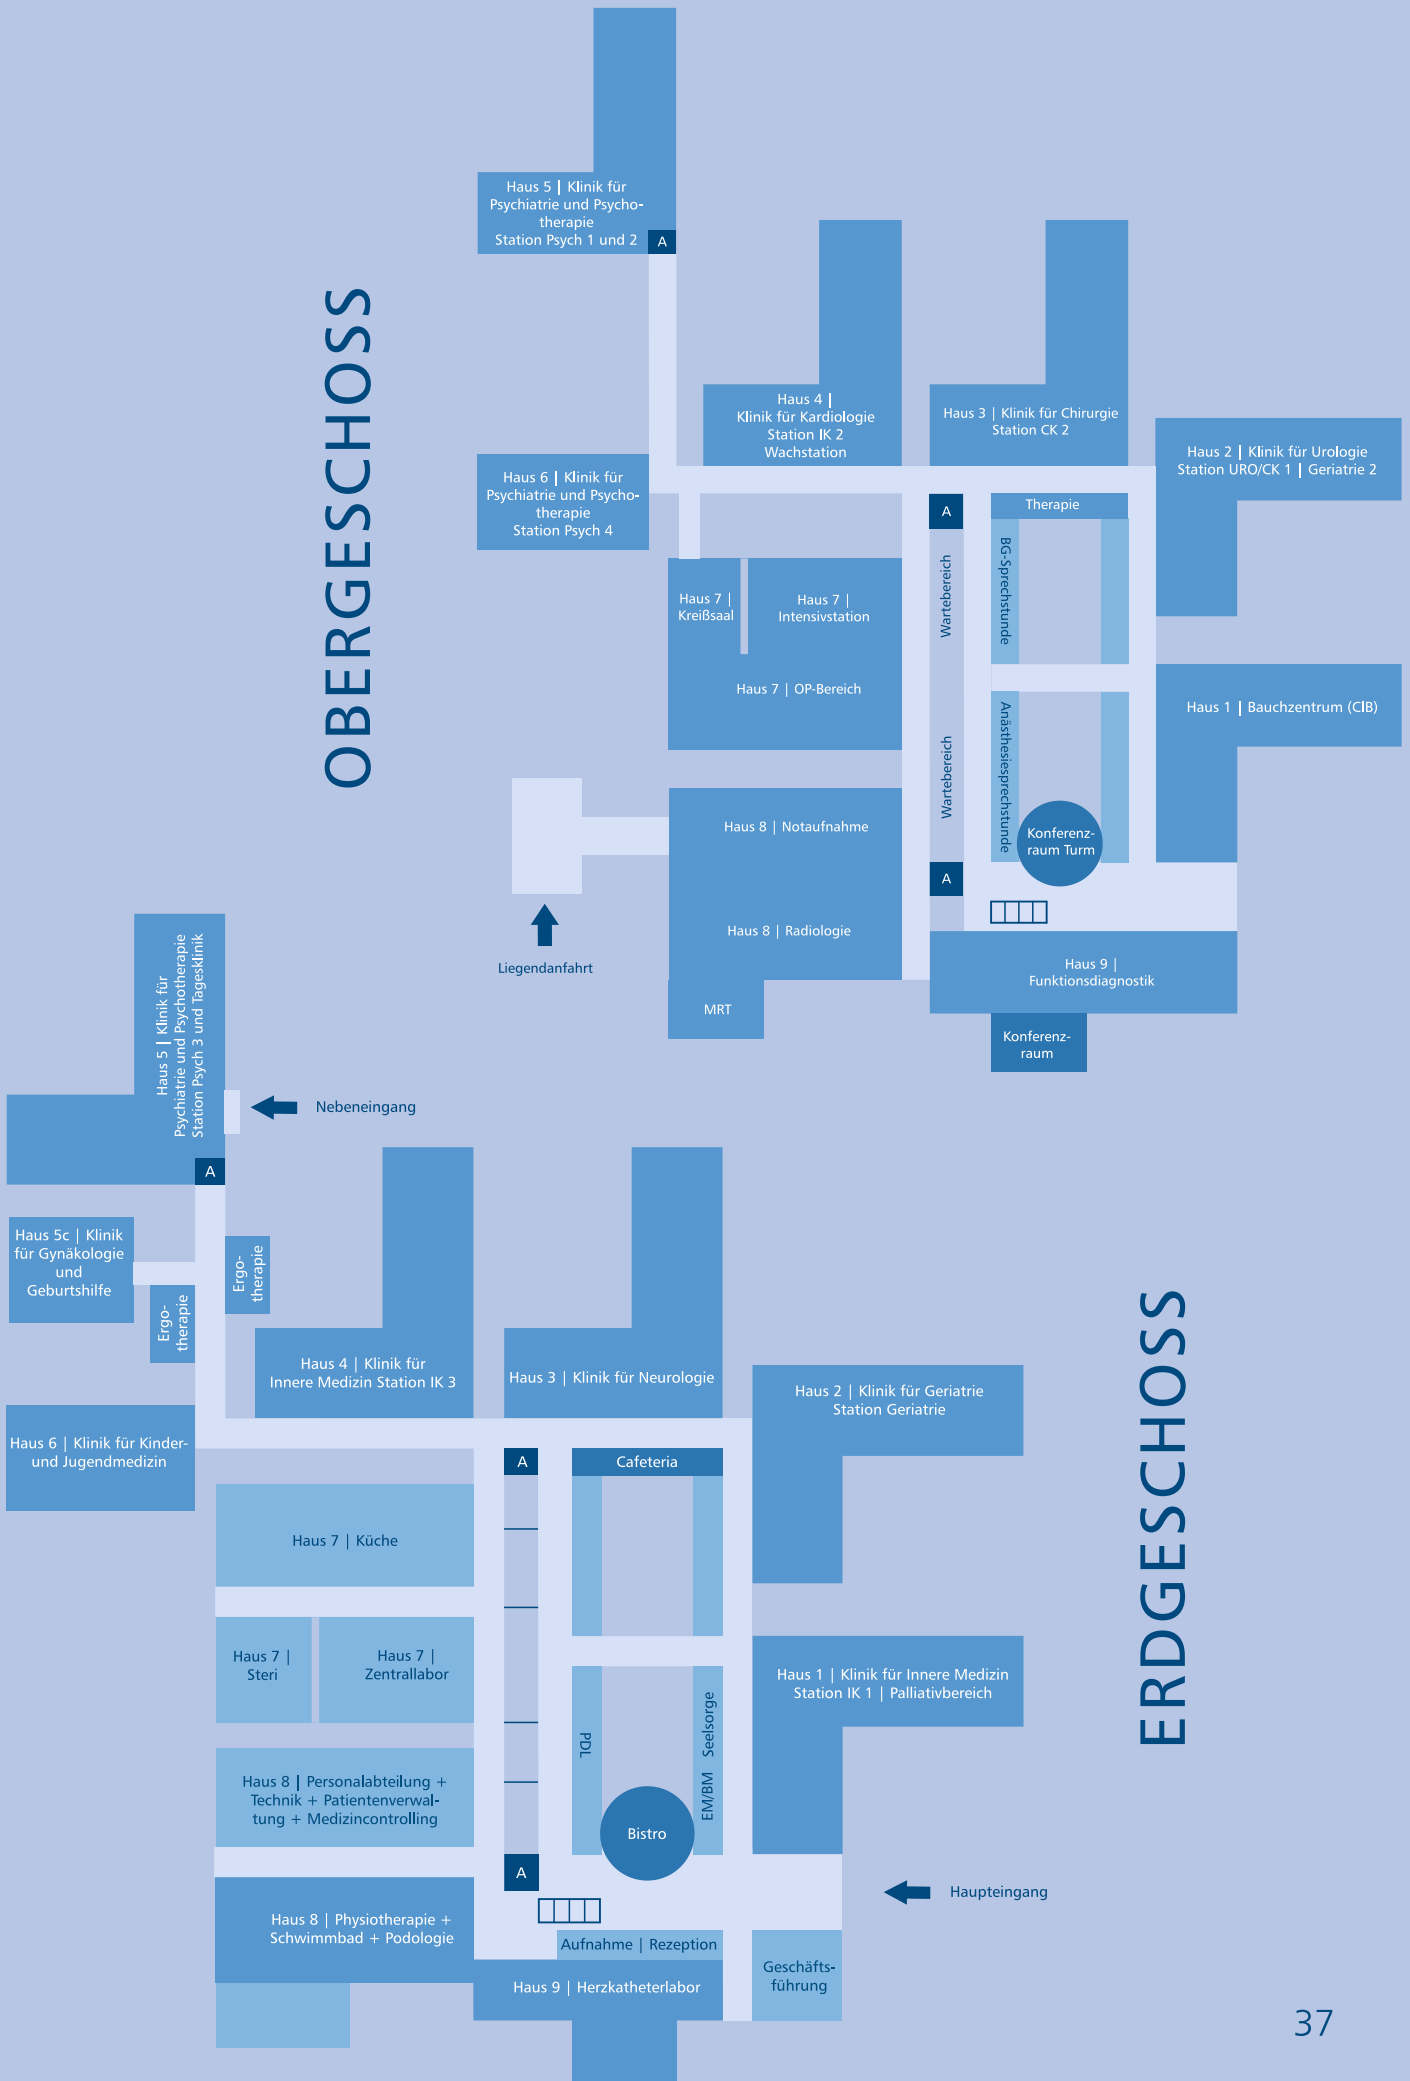 OBERGESCHOSS
Haus 5 | Klinik für
Psychiatrie und Psycho-
therapie
Station Psych 1 und 2
A
Haus 4 |
Klinik für Kardiologie
Station IK 2
Wachstation
Haus 3 | Klinik für Chirurgie
Station CK 2
Haus 2 | Klinik für Urologie
Station URO/CK 1 | Geriatrie 2
Haus 6 | Klinik für
Psychiatrie und Psycho-
therapie
Station Psych 4
A
Therapie
Wartebereich
BG-Sprechstunde
Haus 7 |
Kreißsaal
Haus 7 |
Intensivstation
Haus 7 | OP-Bereich
Haus 1 | Bauchzentrum (CIB)
Wartebereich
Anästhesiesprechstunde
Konferenz-
raum Turm
Haus 8 | Notaufnahme
A
Haus 8 | Radiologie
Liegendanfahrt
Haus 9 |
Funktionsdiagnostik
MRT
Konferenz-
raum
ERDGESCHOSS
Haus 5 | Klinik für
Psychiatrie und Psychotherapie
Station Psych 3 und Tagesklinik
Nebeneingang
A
Haus 5c | Klinik
für Gynäkologie
und
Geburtshilfe
Ergo-
therapie
Ergo-
therapie
Haus 4 | Klinik für
Innere Medizin Station IK 3
Haus 3 | Klinik für Neurologie
Haus 2 | Klinik für Geriatrie
Station Geriatrie
Haus 6 | Klinik für Kinder-
und Jugendmedizin
A
Cafeteria
Haus 7 | Küche
Haus 7 |
Steri
Haus 7 |
Zentrallabor
Haus 1 | Klinik für Innere Medizin
Station IK 1 | Palliativbereich
PDL
EM/BM Seelsorge
Haus 8 | Personalabteilung +
Technik + Patientenverwal-
tung + Medizincontrolling
Bistro
A
Haupteingang
Haus 8 | Physiotherapie +
Schwimmbad + Podologie
Aufnahme | Rezeption
Haus 9 | Herzkatheterlabor
Geschäfts-
führung
37